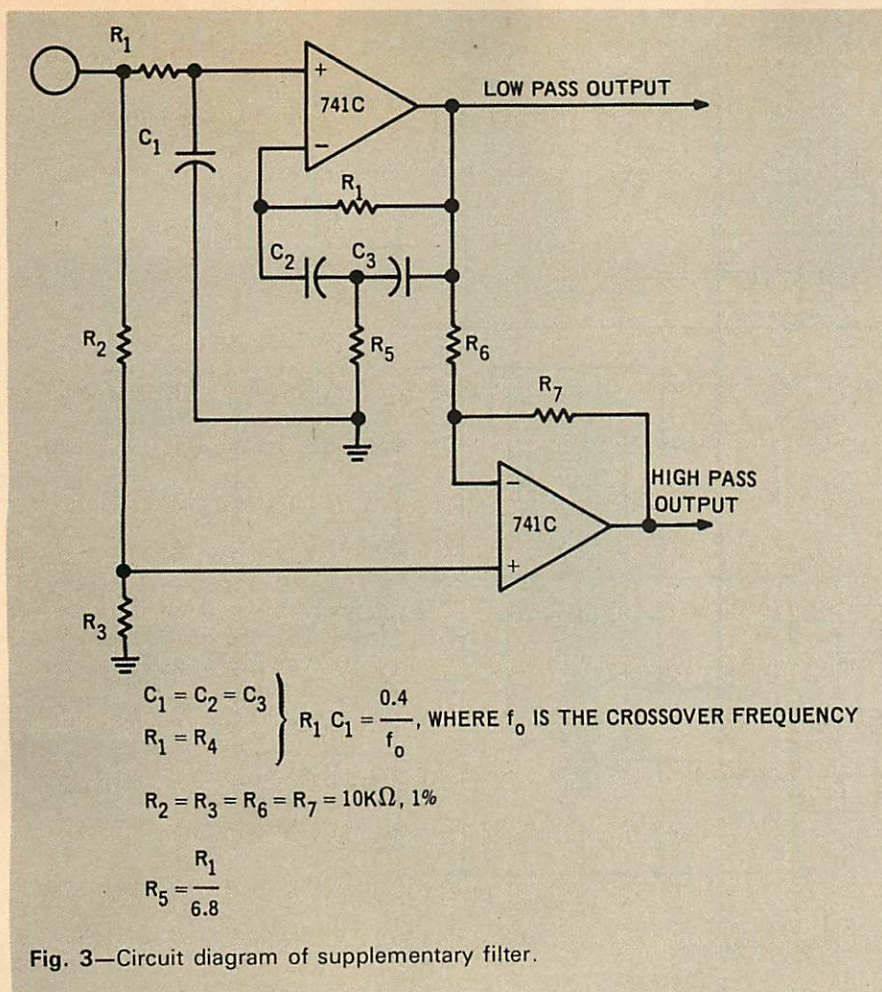 R1
+
741C
−
LOW PASS OUTPUT
C1
R1
C2
C3
R2
R5
R6
R7
−
741C
+
HIGH PASS
OUTPUT
R3
C1 = C2 = C3
R1 = R4
} R1 C1 = 0.4 / fo, WHERE fo IS THE CROSSOVER FREQUENCY
R2 = R3 = R6 = R7 = 10KΩ, 1%
R5 = R1 / 6.8
Fig. 3—Circuit diagram of supplementary filter.